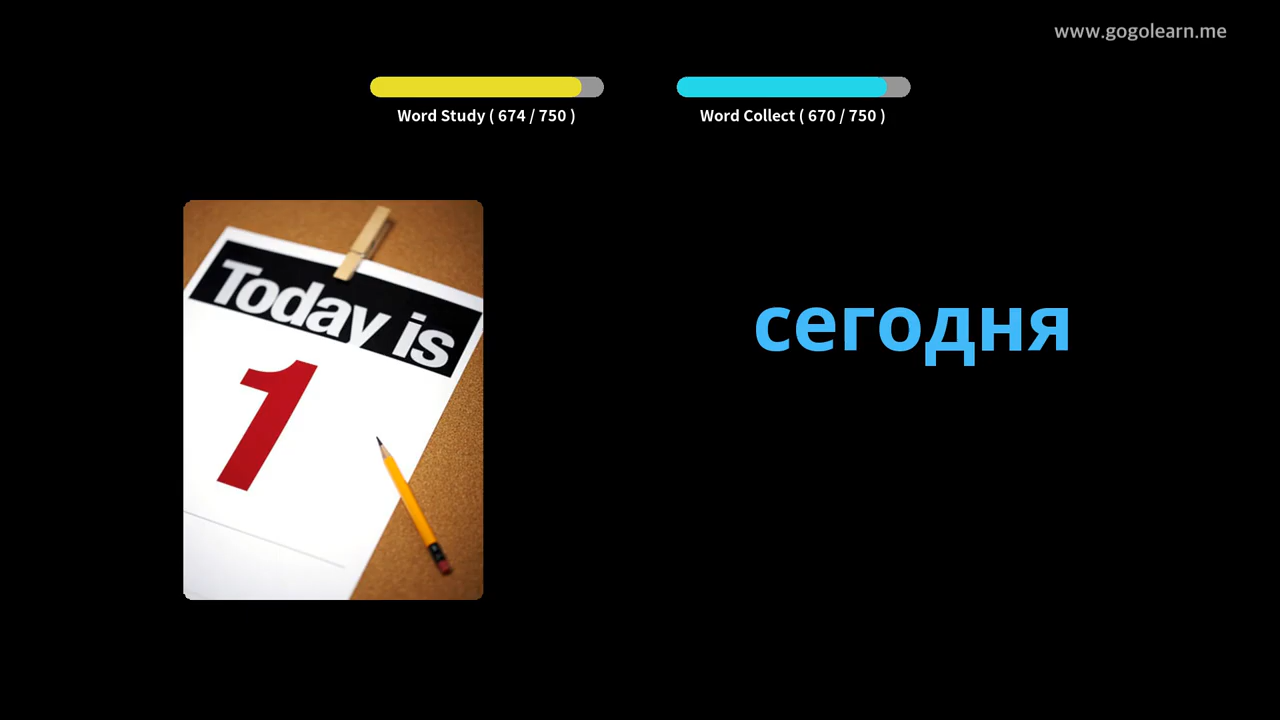 www.gogolearn.me
Word Study ( 674 / 750 )
Word Collect ( 670 / 750 )
Today is
1
сегодня